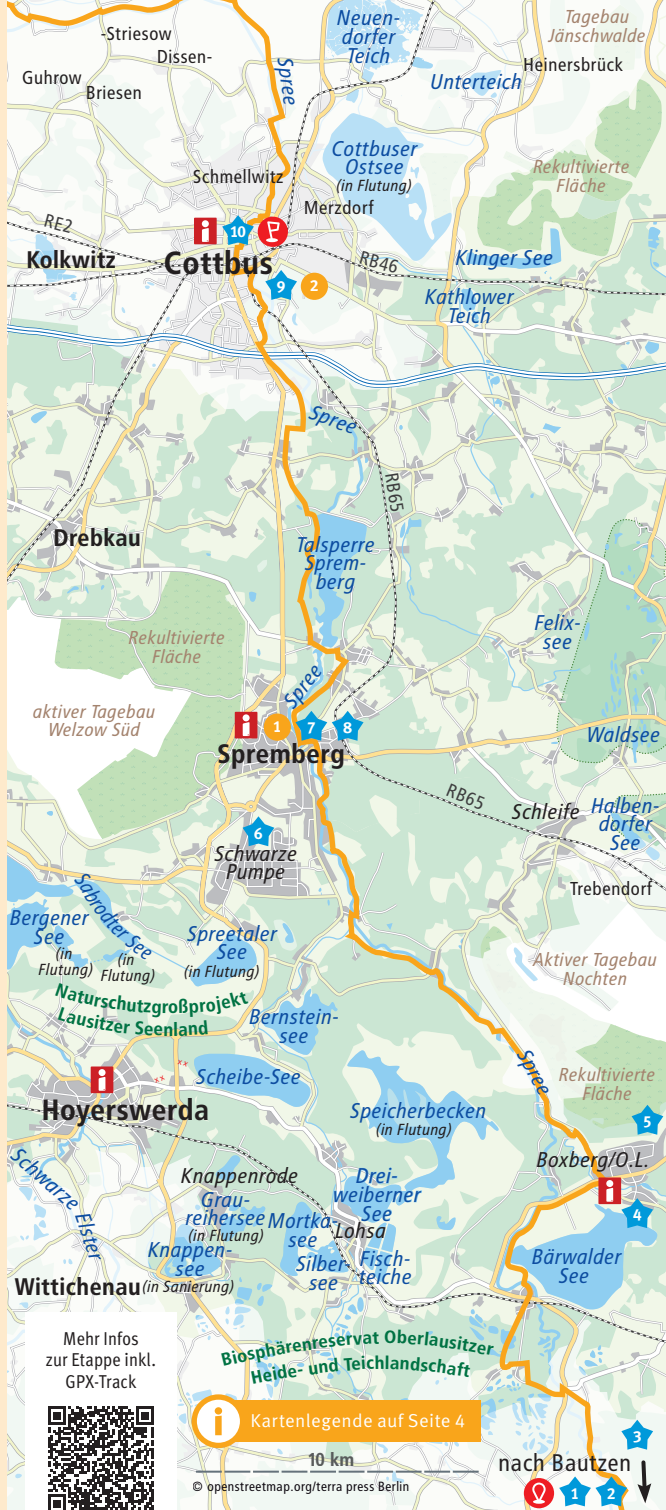 Neuen-
dorfer
Teich
Tagebau
Jänschwalde
-Striesow
Dissen-
Spree
Heinersbrück
Guhrow
Briesen
Unterteich
Cottbuser
Ostsee
(in Flutung)
Rekultivierte
Fläche
Schmellwitz
Merzdorf
RE2
10
Kolkwitz
Cottbus
RB46
Klinger See
9
2
Kathlower
Teich
Spree
RB65
Drebkau
Talsperre
Sprem-
berg
Felix-
see
Rekultivierte
Fläche
Spree
aktiver Tagebau
Welzow Süd
1
7
8
Spremberg
Waldsee
RB65
Schleife
Halben-
dorfer
See
6
Schwarze
Pumpe
Trebendorf
Bergener
See
(in
Flutung)
Sabrodter See
(in
Flutung)
Spreetaler
See
(in Flutung)
Aktiver Tagebau
Nochten
Naturschutzgroßprojekt
Lausitzer Seenland
Bernstein-
see
Spree
Scheibe-See
Rekultivierte
Fläche
Hoyerswerda
Speicherbecken
(in Flutung)
5
Boxberg/O.L.
Schwarze Elster
Knappenrode
Grau-
reihersee
(in Flutung)
Mortka-
see
Drei-
weiberner
See
Lohsa
4
Knappen-
see
(in Sanierung)
Silber-
see
Fisch-
teiche
Bärwalder
See
Wittichenau
Biosphärenreservat Oberlausitzer
Heide- und Teichlandschaft
Mehr Infos
zur Etappe inkl.
GPX-Track
i Kartenlegende auf Seite 4
10 km
© openstreetmap.org/terra press Berlin
3
nach Bautzen
1
2